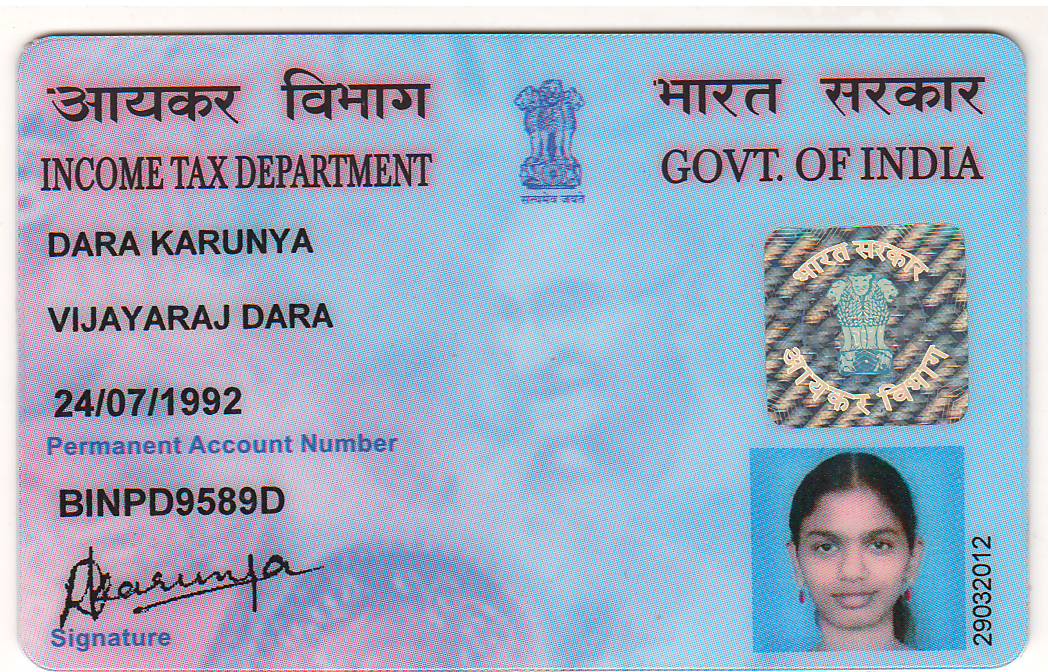 आयकर विभाग
भारत सरकार
INCOME TAX DEPARTMENT
GOVT. OF INDIA
सत्यमेव जयते
DARA KARUNYA
भारत सरकार
आयकर विभाग
VIJAYARAJ DARA
24/07/1992
Permanent Account Number
BINPD9589D
DKarunya
Signature
29032012